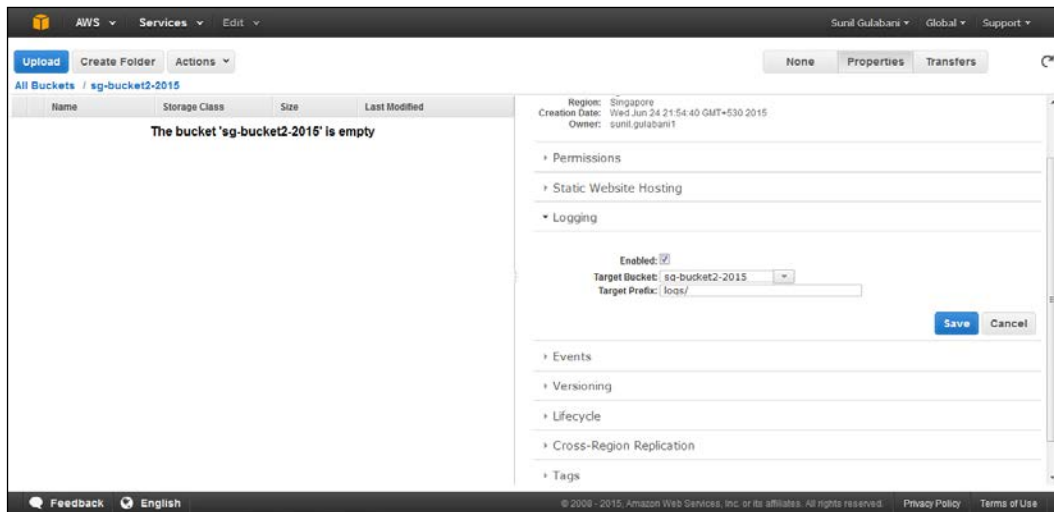 AWS Services Edit Sunil Gulabani Global Support
Upload Create Folder Actions None Properties Transfers
All Buckets / sg-bucket2-2015
Name Storage Class Size Last Modified
The bucket 'sg-bucket2-2015' is empty
Region: Singapore
Creation Date: Wed Jun 24 21:54:40 GMT+530 2015
Owner: sunil.gulabani1
Permissions
Static Website Hosting
Logging
Enabled:
Target Bucket: sg-bucket2-2015
Target Prefix: logs/
Save Cancel
Events
Versioning
Lifecycle
Cross-Region Replication
Tags
Feedback English © 2008 - 2015, Amazon Web Services, Inc. or its affiliates. All rights reserved. Privacy Policy Terms of Use